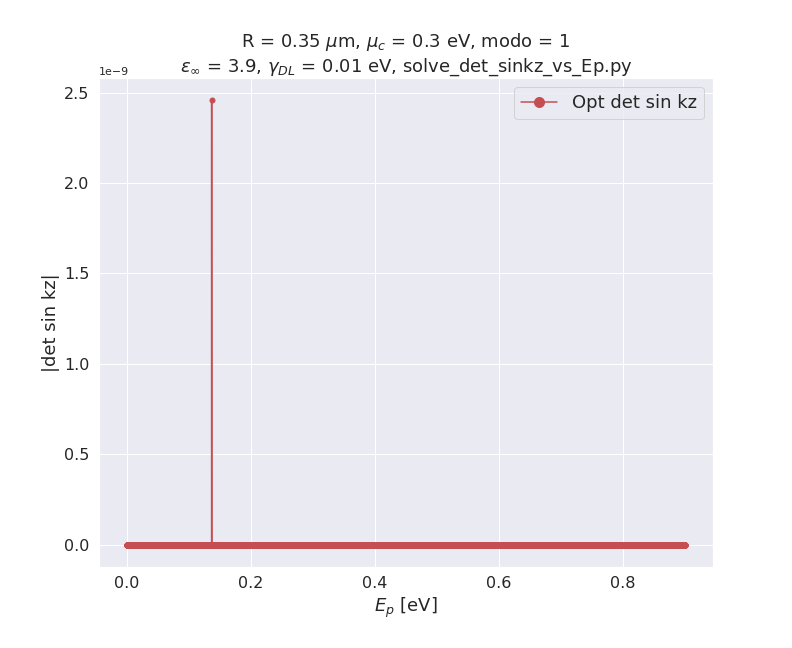 R = 0.35 μm, μc = 0.3 eV, modo = 1
ε∞ = 3.9, γDL = 0.01 eV, solve_det_sinkz_vs_Ep.py
1e−9
Opt det sin kz
2.5
2.0
1.5
1.0
0.5
0.0
|det sin kz|
0.0 0.2 0.4 0.6 0.8
Ep [eV]